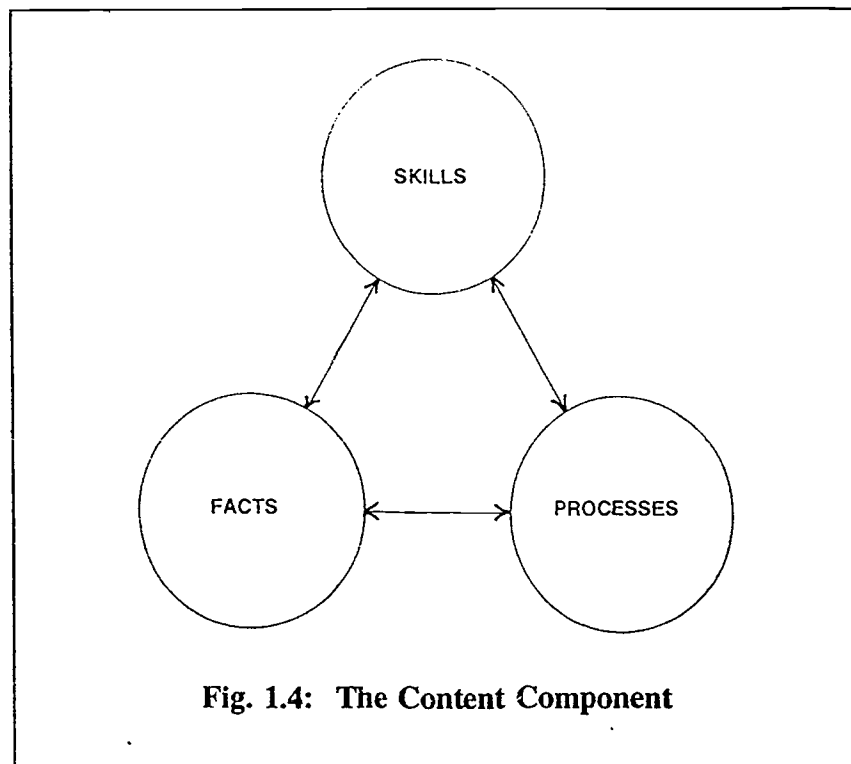 SKILLS
FACTS
PROCESSES
Fig. 1.4: The Content Component